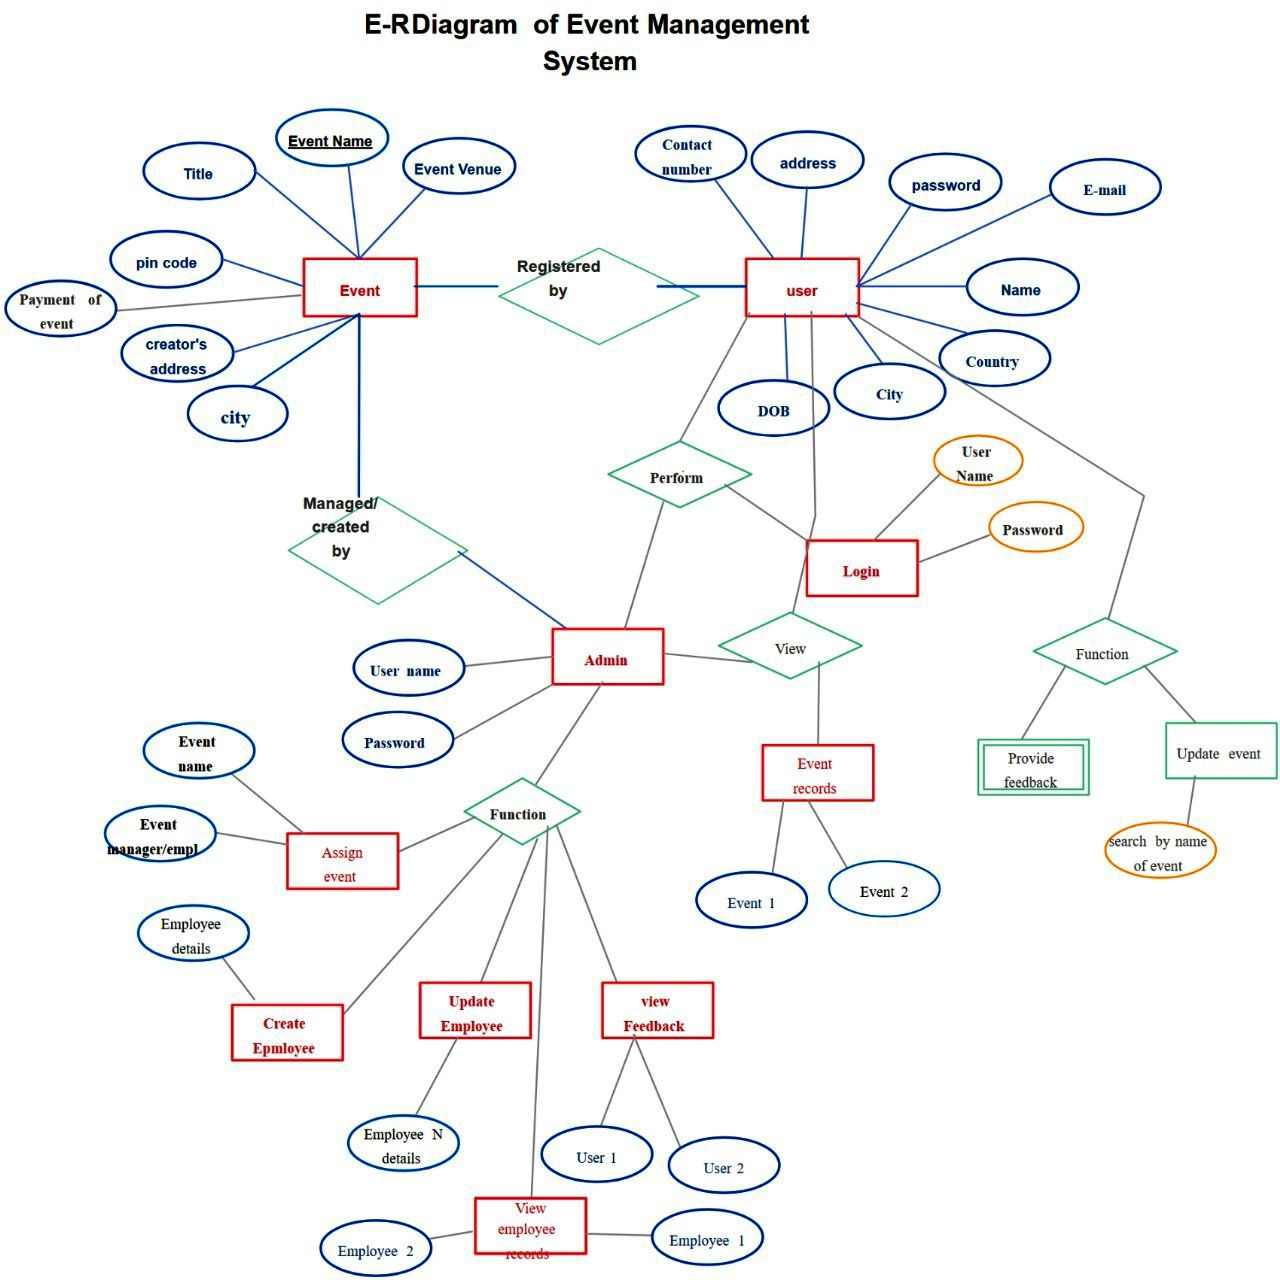 E-RDiagram of Event Management
System
Event Name
Title
Event Venue
pin code
Payment of
event
Event
creator's
address
city
Registered
by
Contact
number
address
password
E-mail
user
Name
Country
City
DOB
Managed/
created
by
Perform
User
Name
Password
Login
View
Function
Admin
User name
Password
Provide
feedback
Update event
search by name
of event
Event
records
Event 1
Event 2
Function
Event
name
Event
manager/empl
Assign
event
Employee
details
Create
Epmloyee
Update
Employee
view
Feedback
Employee N
details
User 1
User 2
View
employee
records
Employee 2
Employee 1